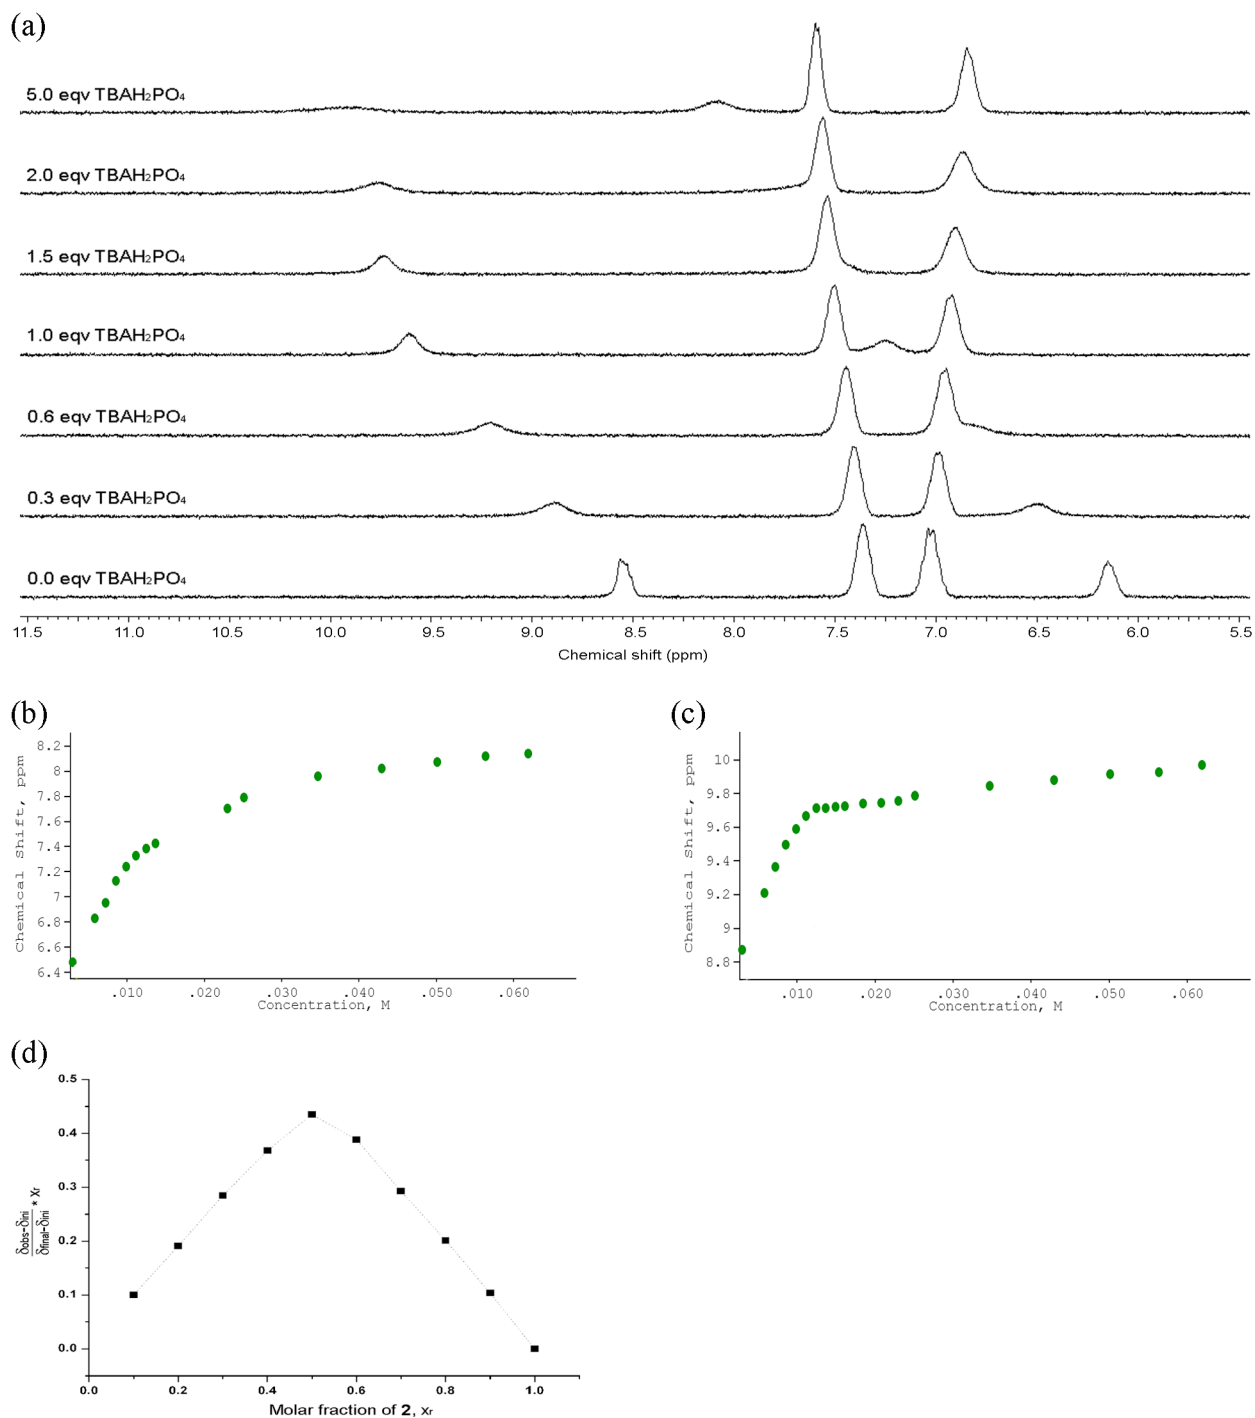 (a)
5.0 eqv TBAH₂PO₄
2.0 eqv TBAH₂PO₄
1.5 eqv TBAH₂PO₄
1.0 eqv TBAH₂PO₄
0.6 eqv TBAH₂PO₄
0.3 eqv TBAH₂PO₄
0.0 eqv TBAH₂PO₄
11.5 11.0 10.5 10.0 9.5 9.0 8.5 8.0 7.5 7.0 6.5 6.0 5.5
Chemical shift (ppm)
(b)
Chemical Shift, ppm
8.2
8
7.8
7.6
7.4
7.2
7
6.8
6.6
6.4
.010 .020 .030 .040 .050 .060
Concentration, M
(c)
Chemical Shift, ppm
10
9.8
9.6
9.4
9.2
9
8.8
.010 .020 .030 .040 .050 .060
Concentration, M
(d)
δobs-δini
δfinal-δini
* xr
0.5
0.4
0.3
0.2
0.1
0.0
0.0 0.2 0.4 0.6 0.8 1.0
Molar fraction of 2, xr